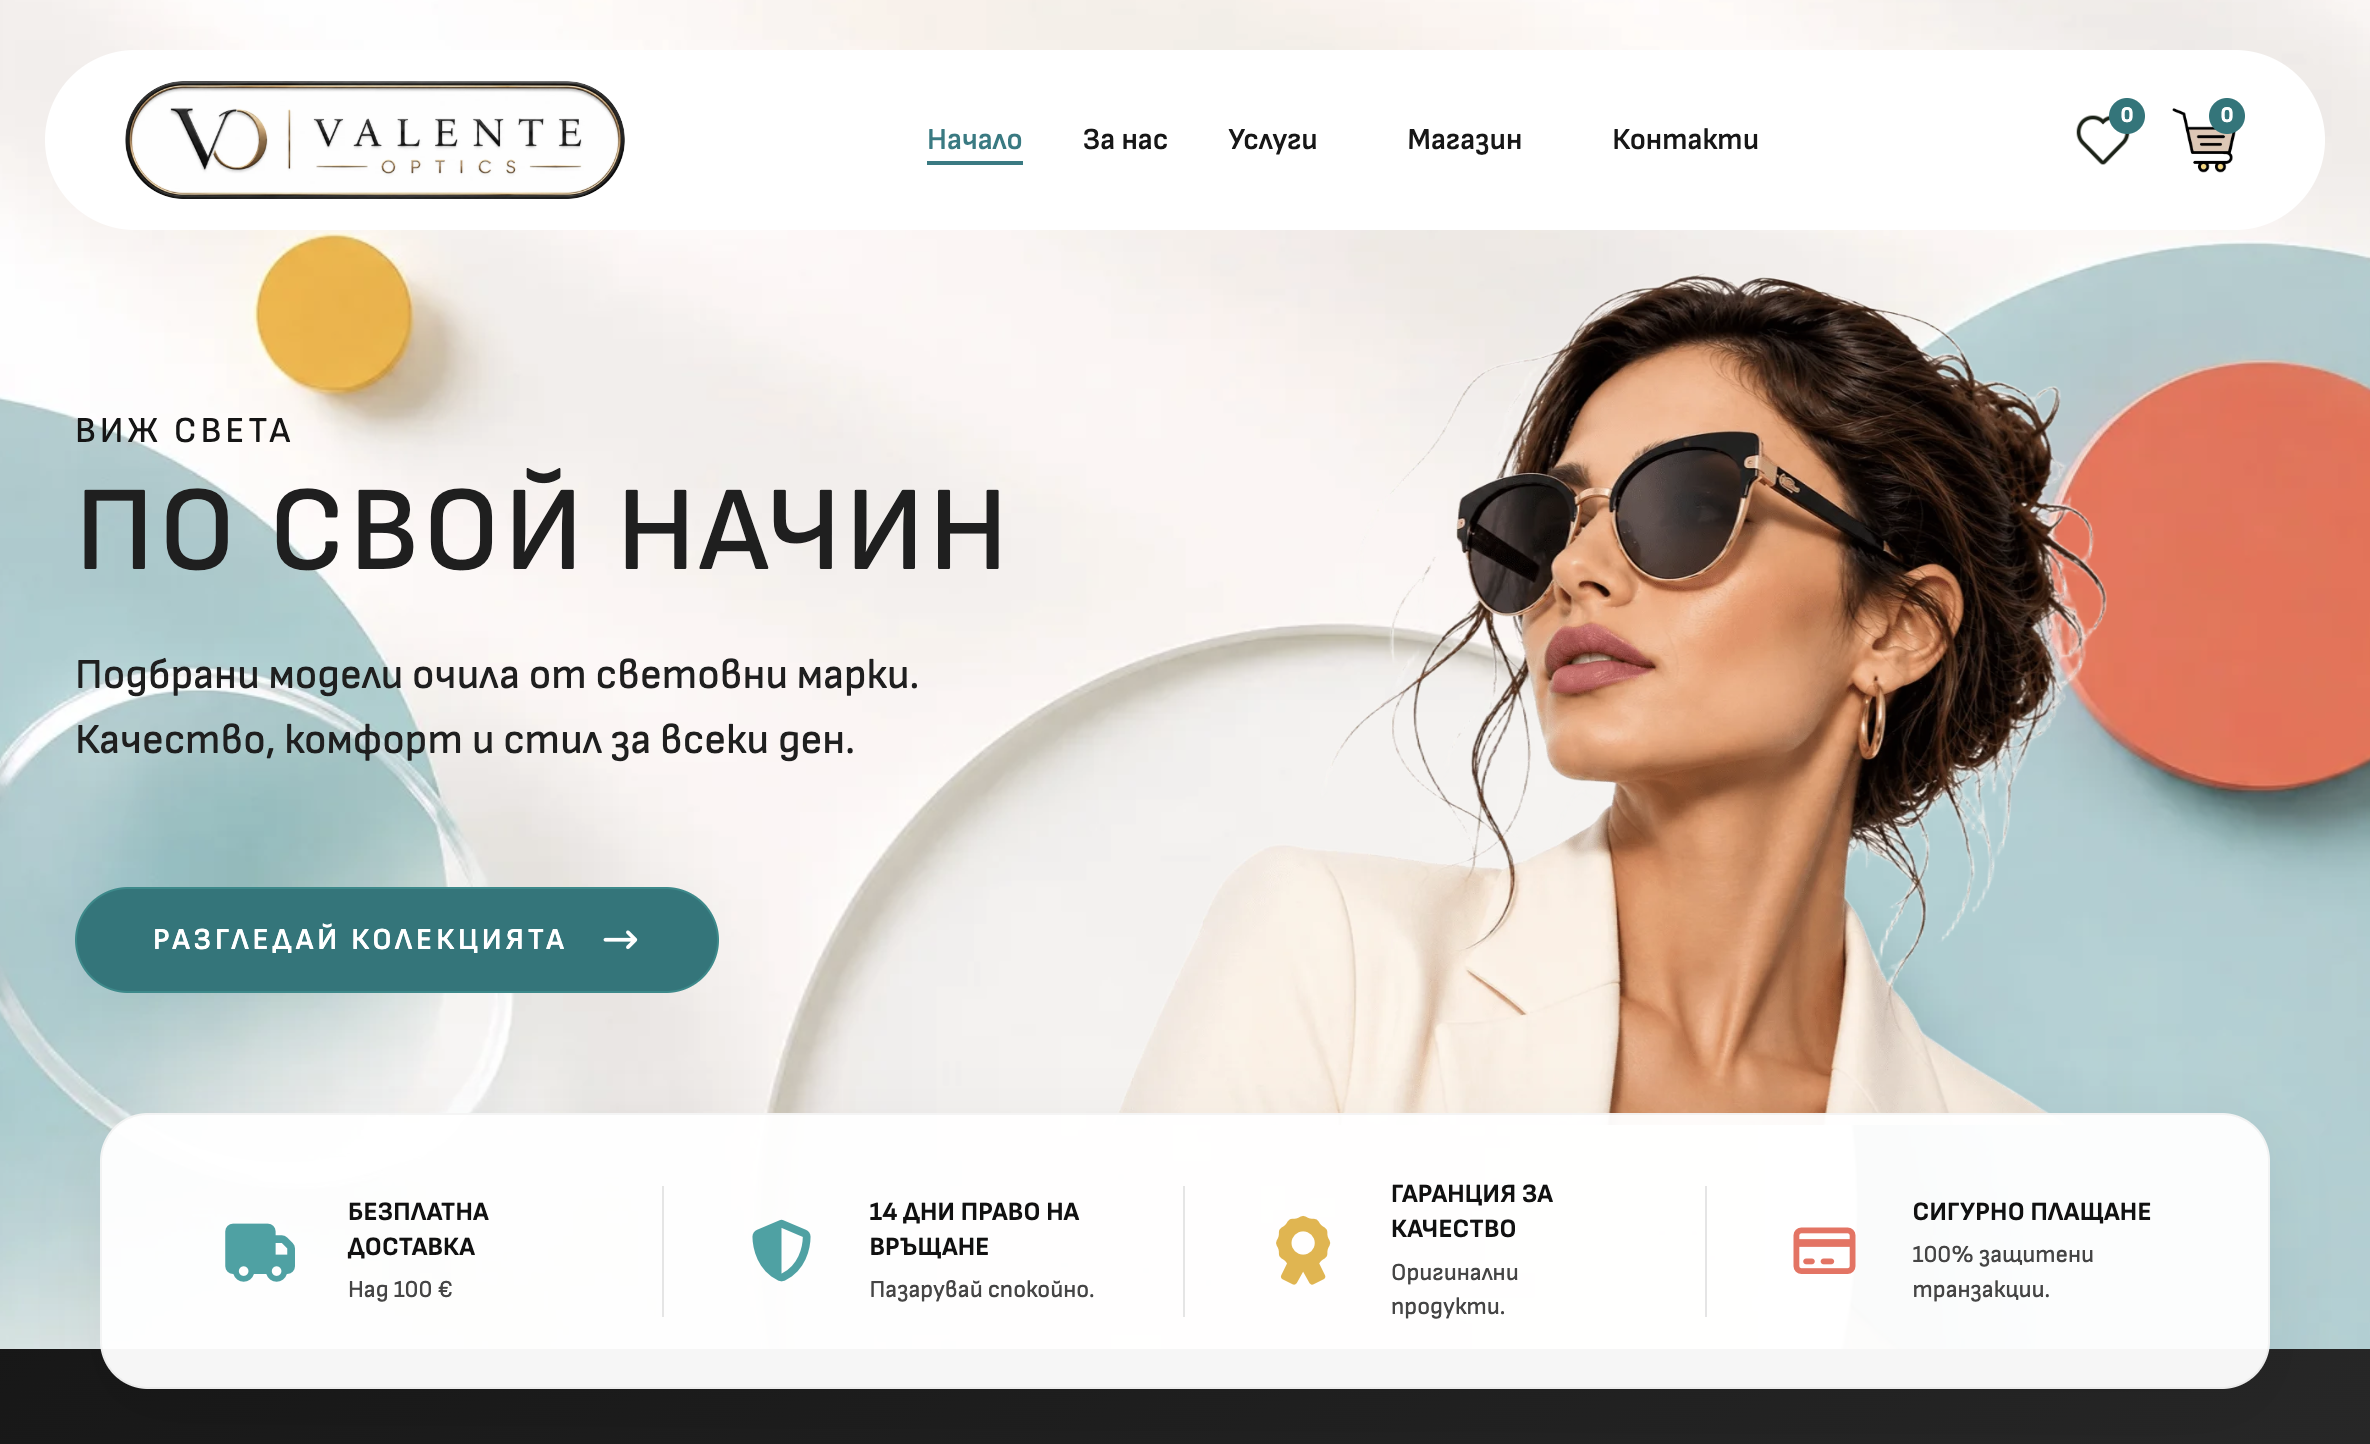 VO VALENTE
OPTICS
Начало За нас Услуги Магазин Контакти
0 0
ВИЖ СВЕТА
ПО СВОЙ НАЧИН
Подбрани модели очила от световни марки.
Качество, комфорт и стил за всеки ден.
РАЗГЛЕДАЙ КОЛЕКЦИЯТА →
БЕЗПЛАТНА
ДОСТАВКА
Над 100 €
14 ДНИ ПРАВО НА
ВРЪЩАНЕ
Пазарувай спокойно.
ГАРАНЦИЯ ЗА
КАЧЕСТВО
Оригинални
продукти.
СИГУРНО ПЛАЩАНЕ
100% защитени
транзакции.